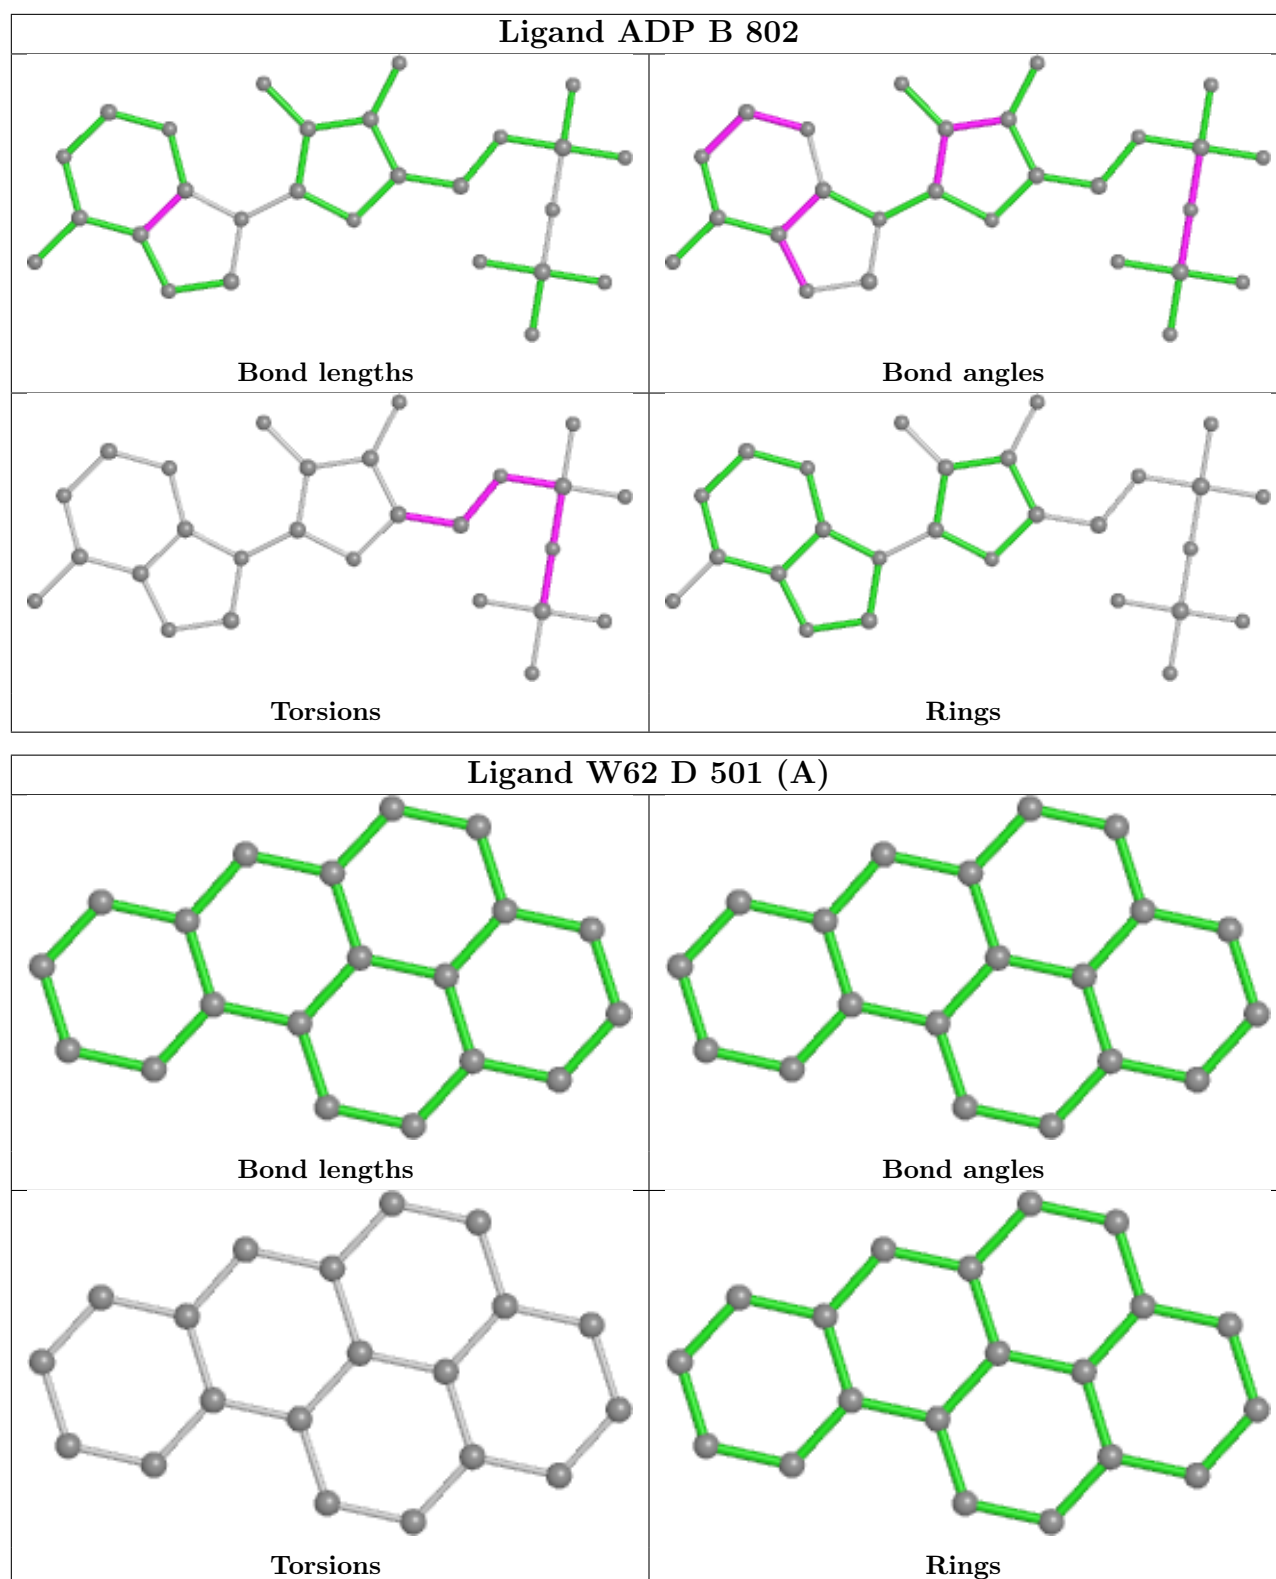 Ligand ADP B 802
Bond lengths
Bond angles
Torsions
Rings
Ligand W62 D 501 (A)
Bond lengths
Bond angles
Torsions
Rings